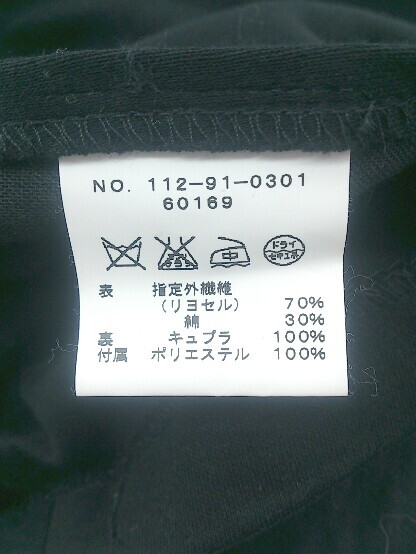 NO. 112-91-0301
60169
中 ドライ
セキユ系
表 指定外繊維
(リヨセル) 70%
綿 30%
裏 キュプラ 100%
付属 ポリエステル 100%